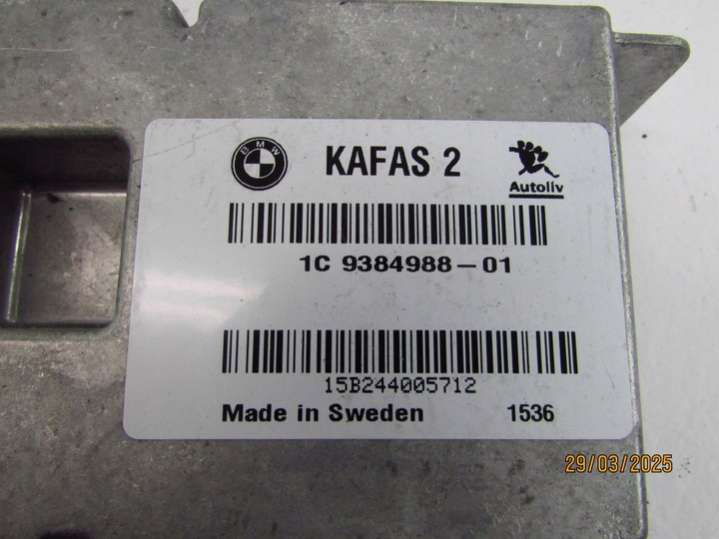 BMW
KAFAS 2
Autoliv
1C 9384988-01
15B244005712
Made in Sweden 1536
29/03/2025